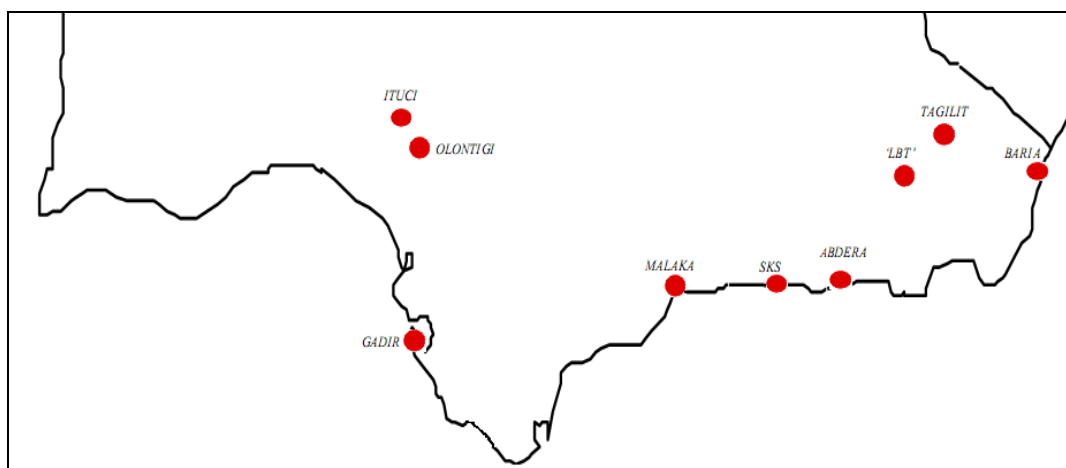 ITUCI
OLONTIGI
TAGILIT
'LBT'
BARIA
MALAKA
SKS
ABDERA
GADIR